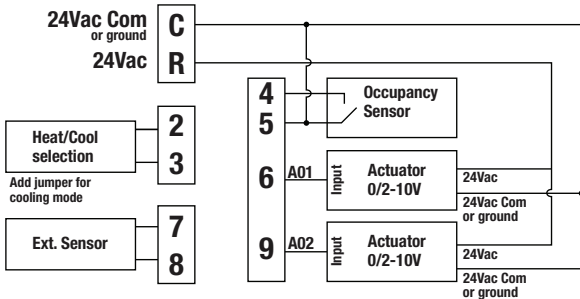 24Vac Com
or ground
C
24Vac
R
4
5
Occupancy
Sensor
Heat/Cool
selection
2
3
Add jumper for
cooling mode
6
A01
Input
Actuator
0/2-10V
24Vac
24Vac Com
or ground
Ext. Sensor
7
8
9
A02
Input
Actuator
0/2-10V
24Vac
24Vac Com
or ground